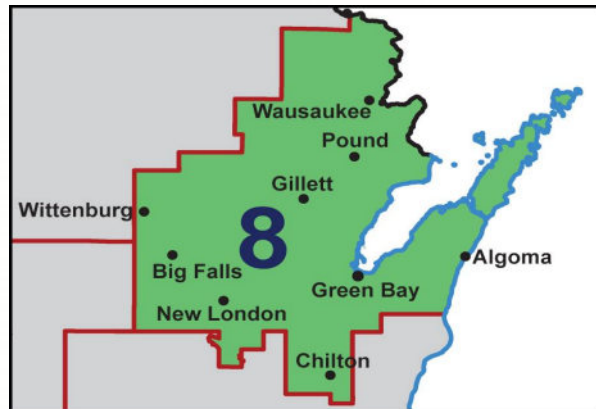 Wausaukee
Pound
Gillett
Wittenburg
8
Algoma
Big Falls
Green Bay
New London
Chilton